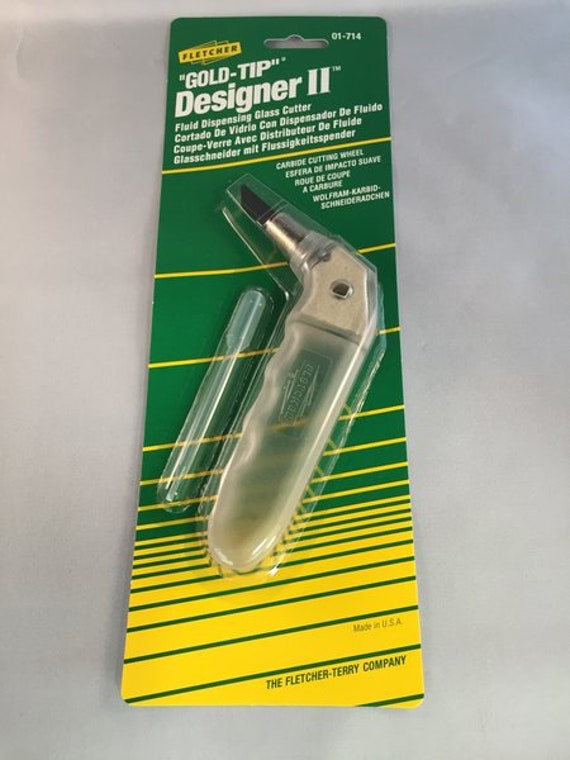 01-714
FLETCHER
"GOLD-TIP"®
Designer II™
Fluid Dispensing Glass Cutter
Cortado De Vidrio Con Dispensador De Fluido
Coupe-Verre Avec Distributeur De Fluide
Glasschneider mit Flussigkeitsspender
CARBIDE CUTTING WHEEL
ESFERA DE IMPACTO SUAVE
ROUE DE COUPE
A CARBURE
WOLFRAM-KARBID-
SCHNEIDERADCHEN
FLETCHER
Made in U.S.A.
THE FLETCHER-TERRY COMPANY